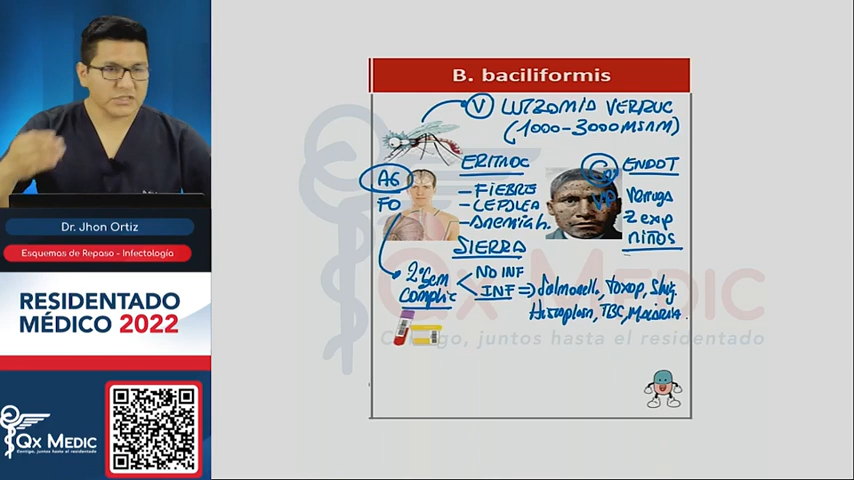 Dr. Jhon Ortiz
Esquemas de Repaso - Infectología
RESIDENTADO
MÉDICO 2022
QX MEDIC
Contigo, juntos hasta el residentado
B. baciliformis
V LUTZOMIA VERRUC
(1000-3000 MSNM)
ERITROC
AG
FO
- FIEBRE
- CEFALEA
- Anemia h.
SIERRA
ENDOT
VP Verruga
2 exp
NIÑOS
2° Sem
Complic
NO INF
INF ⇒ Salmonella, Toxop, Shig.
Histoplasm, TBC, Malaria.
QX MEDIC
Contigo, juntos hasta el residentado